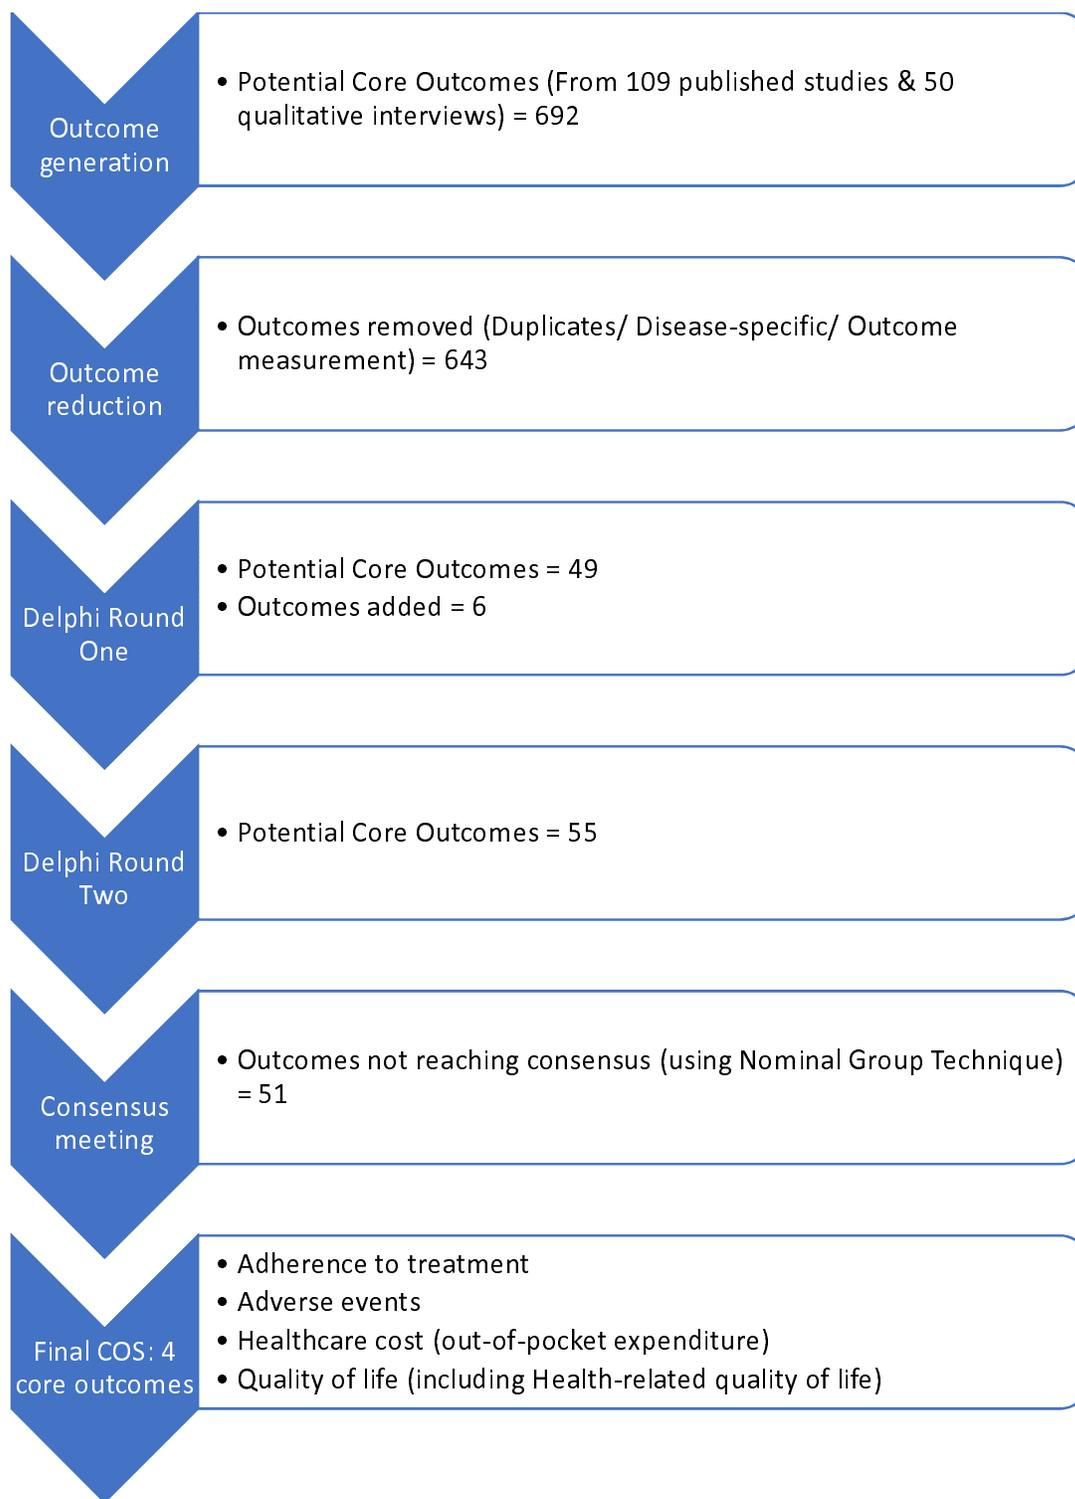 Outcome
generation
• Potential Core Outcomes (From 109 published studies & 50
qualitative interviews) = 692
Outcome
reduction
• Outcomes removed (Duplicates/ Disease-specific/ Outcome
measurement) = 643
Delphi Round
One
• Potential Core Outcomes = 49
• Outcomes added = 6
Delphi Round
Two
• Potential Core Outcomes = 55
Consensus
meeting
• Outcomes not reaching consensus (using Nominal Group Technique)
= 51
Final COS: 4
core outcomes
• Adherence to treatment
• Adverse events
• Healthcare cost (out-of-pocket expenditure)
• Quality of life (including Health-related quality of life)